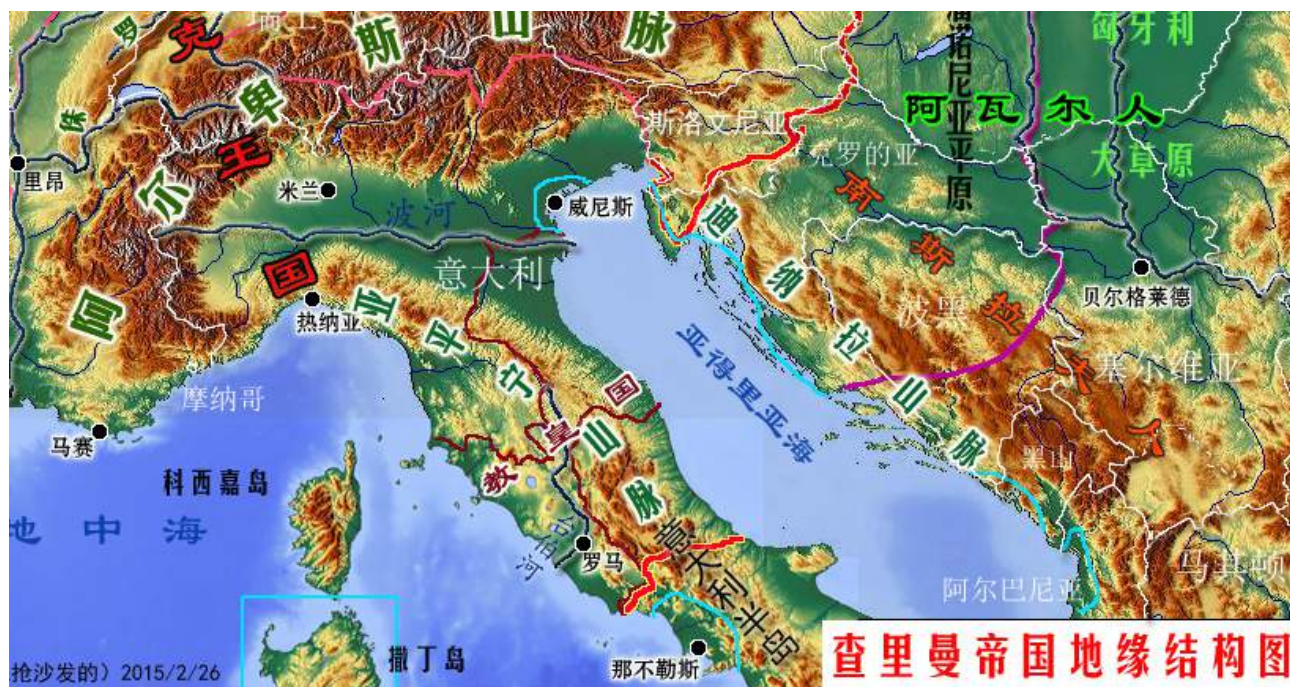 瑞士
罗
克
斯
山
脉
潘诺尼亚平原
匈牙利
阿瓦尔人
大草原
侏
卑
王
尔
阿
国
里昂
米兰
波河
威尼斯
斯洛文尼亚
克罗的亚
意大利
热纳亚
摩纳哥
马赛
亚平宁山脉
迪纳拉山脉
南斯拉夫人
波黑
贝尔格莱德
塞尔维亚
黑山
亚得里亚海
教皇国
科西嘉岛
地中海
台伯河
罗马
意大利半岛
阿尔巴尼亚
马其顿
撒丁岛
那不勒斯
抢沙发的）2015/2/26
查里曼帝国地缘结构图